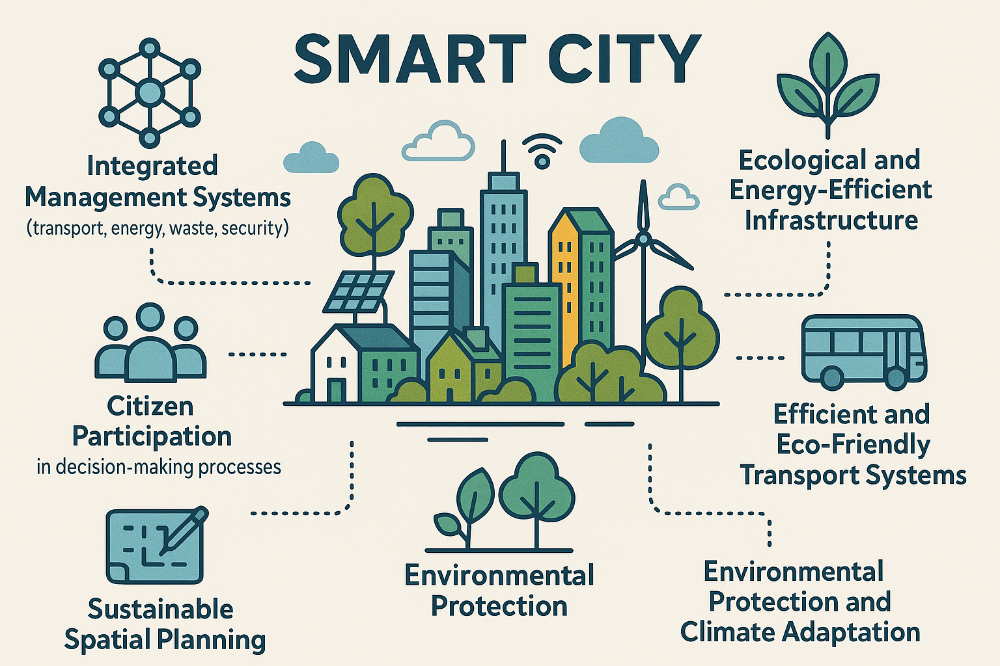 SMART CITY
Integrated
Management Systems
(transport, energy, waste, security)
Ecological and
Energy-Efficient
Infrastructure
Citizen
Participation
in decision-making processes
Efficient and
Eco-Friendly
Transport Systems
Sustainable
Spatial Planning
Environmental
Protection
Environmental
Protection and
Climate Adaptation